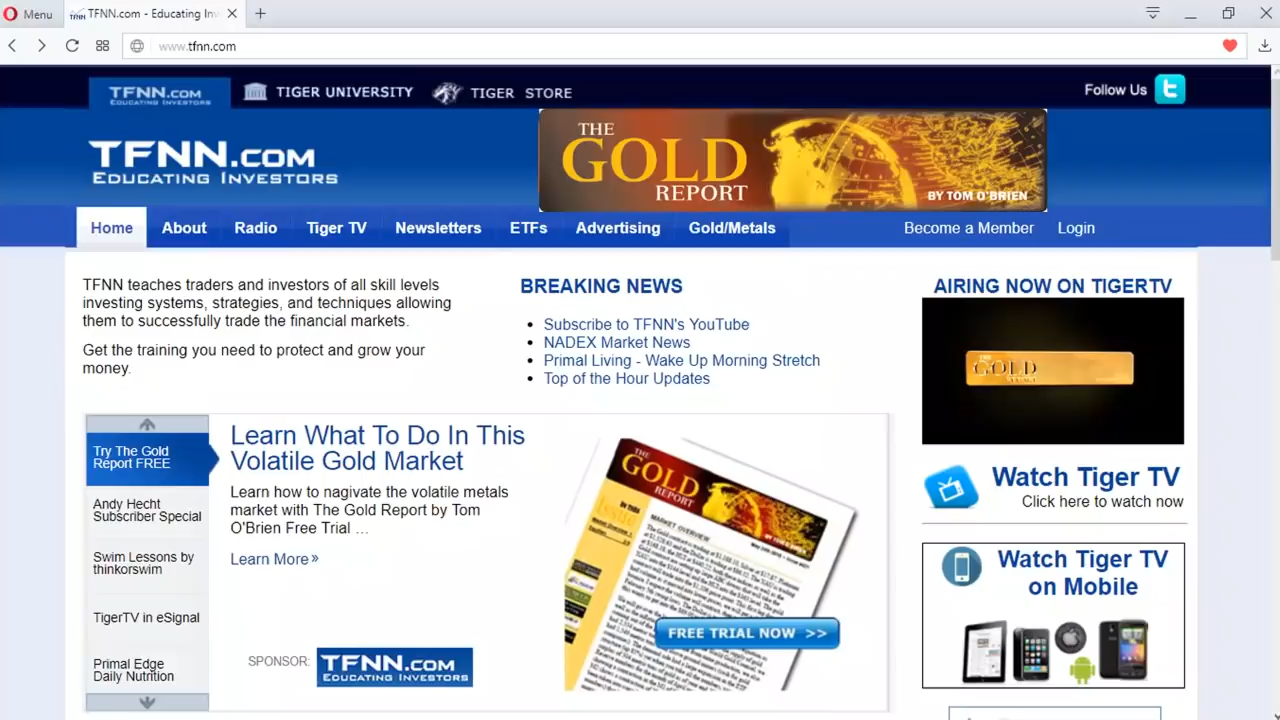 Menu
TFNN.com - Educating Inv
www.tfnn.com
TFNN.COM
EDUCATING INVESTORS
TIGER UNIVERSITY
TIGER STORE
Follow Us
TFNN.COM
EDUCATING INVESTORS
THE
GOLD
REPORT
BY TOM O'BRIEN
Home
About
Radio
Tiger TV
Newsletters
ETFs
Advertising
Gold/Metals
Become a Member
Login
TFNN teaches traders and investors of all skill levels
investing systems, strategies, and techniques allowing
them to successfully trade the financial markets.
Get the training you need to protect and grow your
money.
BREAKING NEWS
Subscribe to TFNN's YouTube
NADEX Market News
Primal Living - Wake Up Morning Stretch
Top of the Hour Updates
AIRING NOW ON TIGERTV
THE
GOLD
Watch Tiger TV
Click here to watch now
Watch Tiger TV
on Mobile
Try The Gold
Report FREE
Andy Hecht
Subscriber Special
Swim Lessons by
thinkorswim
TigerTV in eSignal
Primal Edge
Daily Nutrition
Learn What To Do In This
Volatile Gold Market
Learn how to nagivate the volatile metals
market with The Gold Report by Tom
O'Brien Free Trial …
Learn More »
SPONSOR:
TFNN.COM
EDUCATING INVESTORS
THE
GOLD
REPORT
MARKET OVERVIEW
FREE TRIAL NOW >>